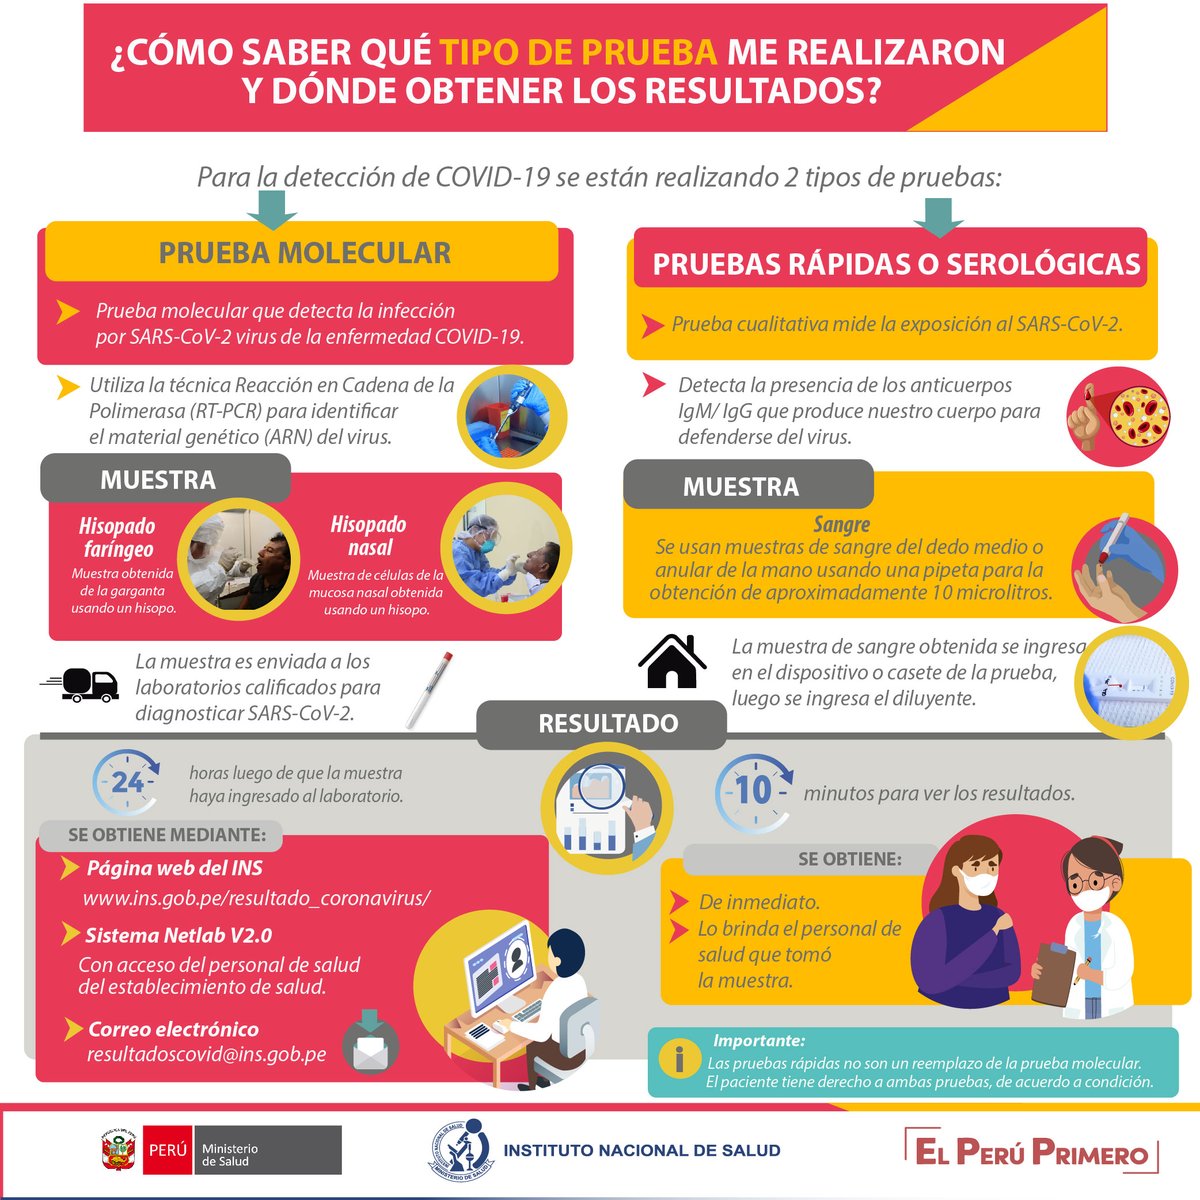 ¿CÓMO SABER QUÉ TIPO DE PRUEBA ME REALIZARON
Y DÓNDE OBTENER LOS RESULTADOS?
Para la detección de COVID-19 se están realizando 2 tipos de pruebas:
PRUEBA MOLECULAR
Prueba molecular que detecta la infección
por SARS-CoV-2 virus de la enfermedad COVID-19.
Utiliza la técnica Reacción en Cadena de la
Polimerasa (RT-PCR) para identificar
el material genético (ARN) del virus.
MUESTRA
Hisopado
faríngeo
Muestra obtenida
de la garganta
usando un hisopo.
Hisopado
nasal
Muestra de células de la
mucosa nasal obtenida
usando un hisopo.
La muestra es enviada a los
laboratorios calificados para
diagnosticar SARS-CoV-2.
PRUEBAS RÁPIDAS O SEROLÓGICAS
Prueba cualitativa mide la exposición al SARS-CoV-2.
Detecta la presencia de los anticuerpos
IgM/ IgG que produce nuestro cuerpo para
defenderse del virus.
MUESTRA
Sangre
Se usan muestras de sangre del dedo medio o
anular de la mano usando una pipeta para la
obtención de aproximadamente 10 microlitros.
La muestra de sangre obtenida se ingresa
en el dispositivo o casete de la prueba,
luego se ingresa el diluyente.
RESULTADO
24
horas luego de que la muestra
haya ingresado al laboratorio.
SE OBTIENE MEDIANTE:
Página web del INS
www.ins.gob.pe/resultado_coronavirus/
Sistema Netlab V2.0
Con acceso del personal de salud
del establecimiento de salud.
Correo electrónico
resultadoscovid@ins.gob.pe
10
minutos para ver los resultados.
SE OBTIENE:
De inmediato.
Lo brinda el personal de
salud que tomó
la muestra.
Importante:
Las pruebas rápidas no son un reemplazo de la prueba molecular.
El paciente tiene derecho a ambas pruebas, de acuerdo a condición.
PERÚ
Ministerio
de Salud
INSTITUTO NACIONAL DE SALUD
MINISTERIO DE SALUD
INSTITUTO NACIONAL DE SALUD
EL PERÚ PRIMERO